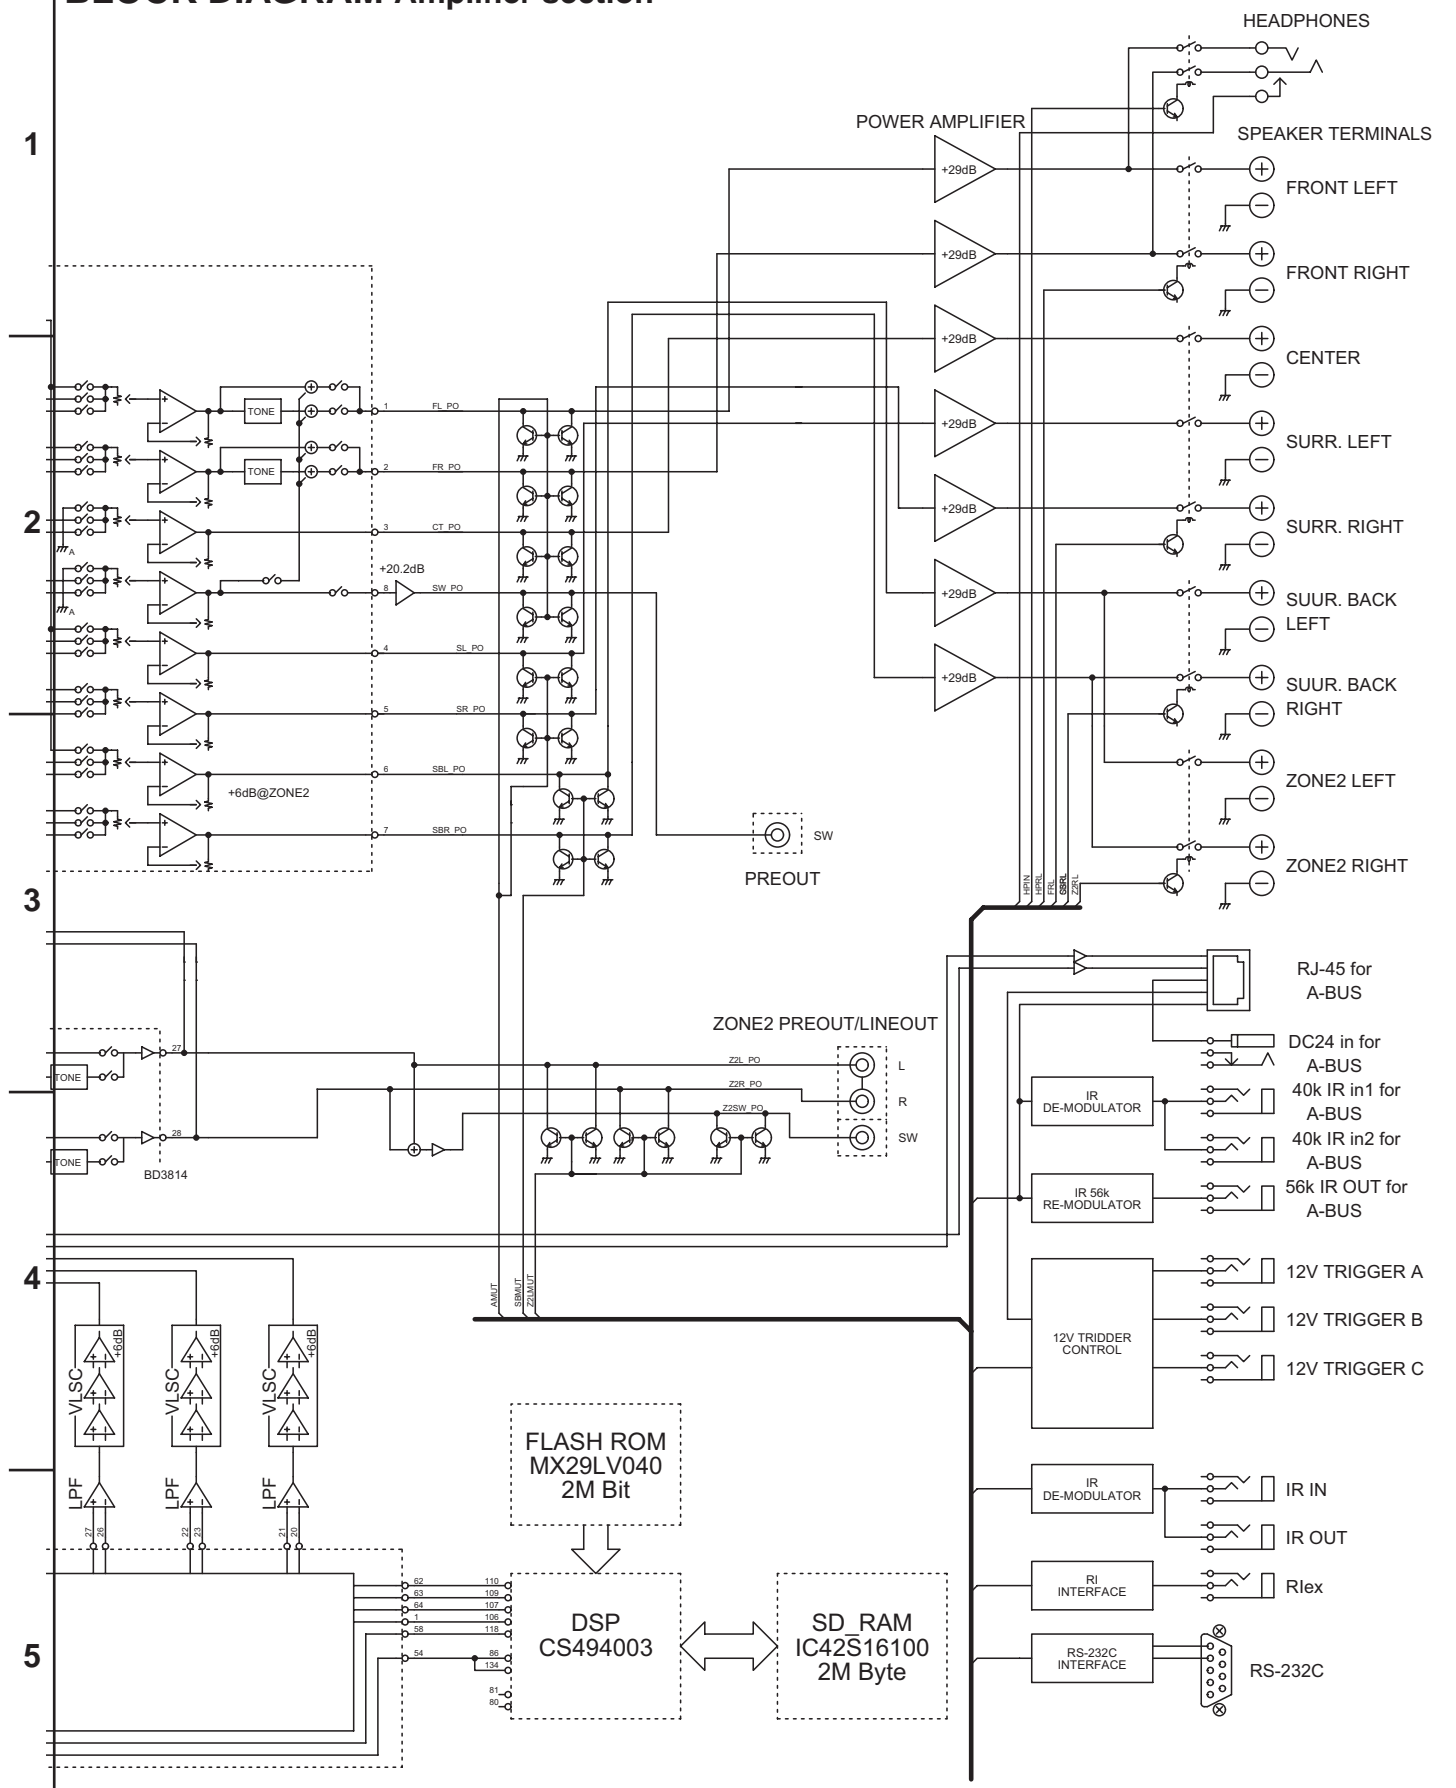 BLOCK DIAGRAM-Amplifier section
HEADPHONES
1
POWER AMPLIFIER
SPEAKER TERMINALS
+29dB
FRONT LEFT
+29dB
FRONT RIGHT
+29dB
CENTER
+29dB
SURR. LEFT
+29dB
SURR. RIGHT
+29dB
SUUR. BACK
LEFT
+29dB
SUUR. BACK
RIGHT
ZONE2 LEFT
ZONE2 RIGHT
TONE
1
FL_PO
TONE
2
FR_PO
2
3
CT_PO
A
+20.2dB
8
SW_PO
A
4
SL_PO
5
SR_PO
6
SBL_PO
+6dB@ZONE2
7
SBR_PO
SW
PREOUT
HPIN
HPRL
FRL
SSRL
Z2RL
3
RJ-45 for
A-BUS
ZONE2 PREOUT/LINEOUT
27
Z2L_PO
L
TONE
Z2R_PO
R
Z2SW_PO
28
SW
TONE
BD3814
DC24 in for
A-BUS
IR
DE-MODULATOR
40k IR in1 for
A-BUS
40k IR in2 for
A-BUS
IR 56k
RE-MODULATOR
56k IR OUT for
A-BUS
4
AMUT
SBMUT
Z2LMUT
12V TRIDDER
CONTROL
12V TRIGGER A
12V TRIGGER B
12V TRIGGER C
+6dB
VLSC
+6dB
VLSC
+6dB
VLSC
LPF
LPF
LPF
27
26
22
23
21
20
FLASH ROM
MX29LV040
2M Bit
IR
DE-MODULATOR
IR IN
IR OUT
RI
INTERFACE
RIex
5
62
110
63
109
64
107
1
106
58
118
54
86
134
81
80
DSP
CS494003
SD_RAM
IC42S16100
2M Byte
RS-232C
INTERFACE
RS-232C